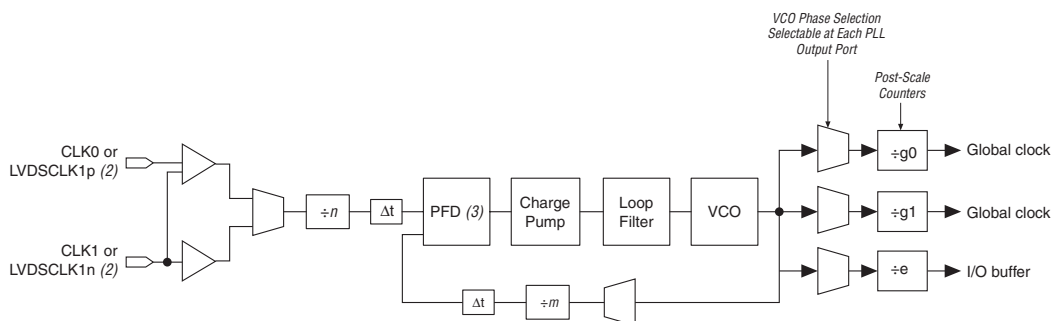 VCO Phase Selection
Selectable at Each PLL
Output Port
Post-Scale
Counters
CLK0 or
LVDSCLK1p (2)
÷g0
Global clock
÷n
Δt
PFD (3)
Charge
Pump
Loop
Filter
VCO
÷g1
Global clock
CLK1 or
LVDSCLK1n (2)
÷e
I/O buffer
Δt
÷m